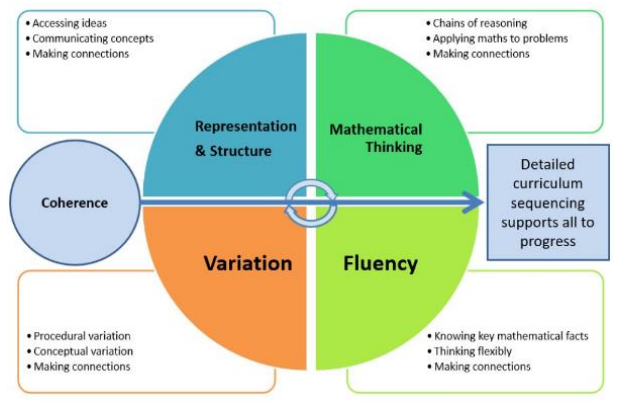 • Accessing ideas
• Communicating concepts
• Making connections
• Chains of reasoning
• Applying maths to problems
• Making connections
Representation
& Structure
Mathematical
Thinking
Coherence
Detailed
curriculum
sequencing
supports all to
progress
Variation
Fluency
• Procedural variation
• Conceptual variation
• Making connections
• Knowing key mathematical facts
• Thinking flexibly
• Making connections